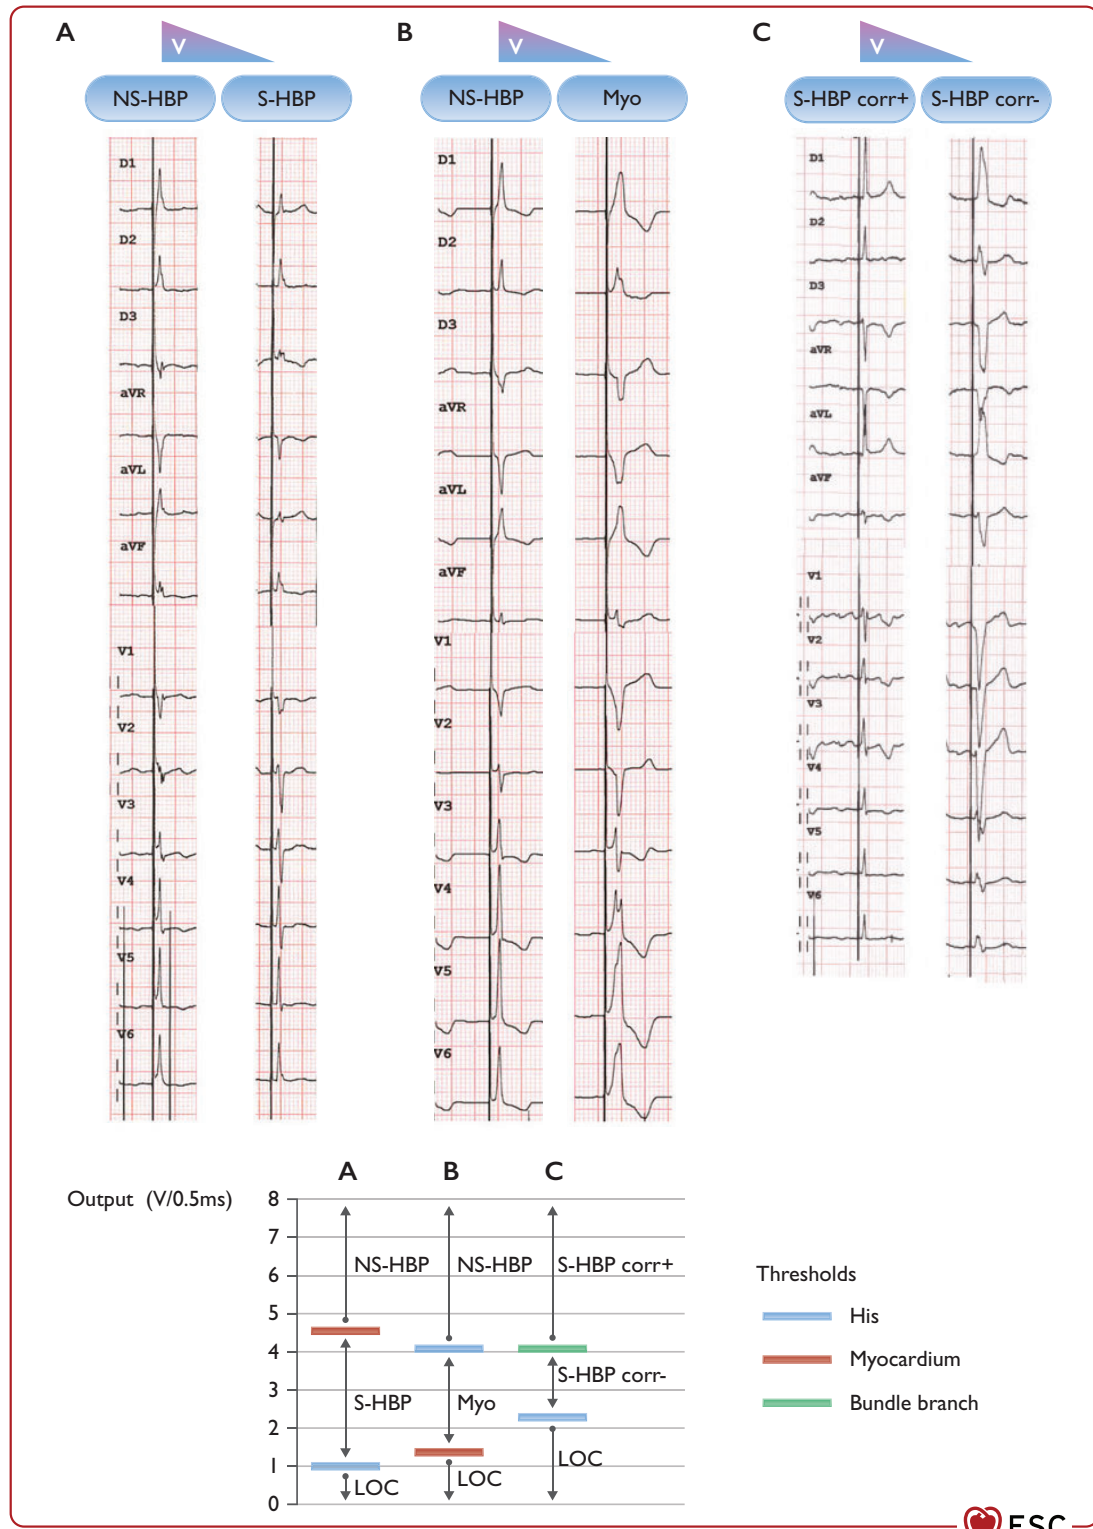 A B C
V V V
NS-HBP S-HBP NS-HBP Myo S-HBP corr+ S-HBP corr-
D1
D2
D3
aVR
aVL
aVF
V1
V2
V3
V4
V5
V6
D1
D2
D3
aVR
aVL
aVF
V1
V2
V3
V4
V5
V6
D1
D2
D3
aVR
aVL
aVF
V1
V2
V3
V4
V5
V6
A B C
Output (V/0.5ms)
8
7
6
5
4
3
2
1
0
NS-HBP NS-HBP S-HBP corr+
S-HBP corr-
S-HBP Myo
LOC
LOC LOC
Thresholds
His
Myocardium
Bundle branch
ESC